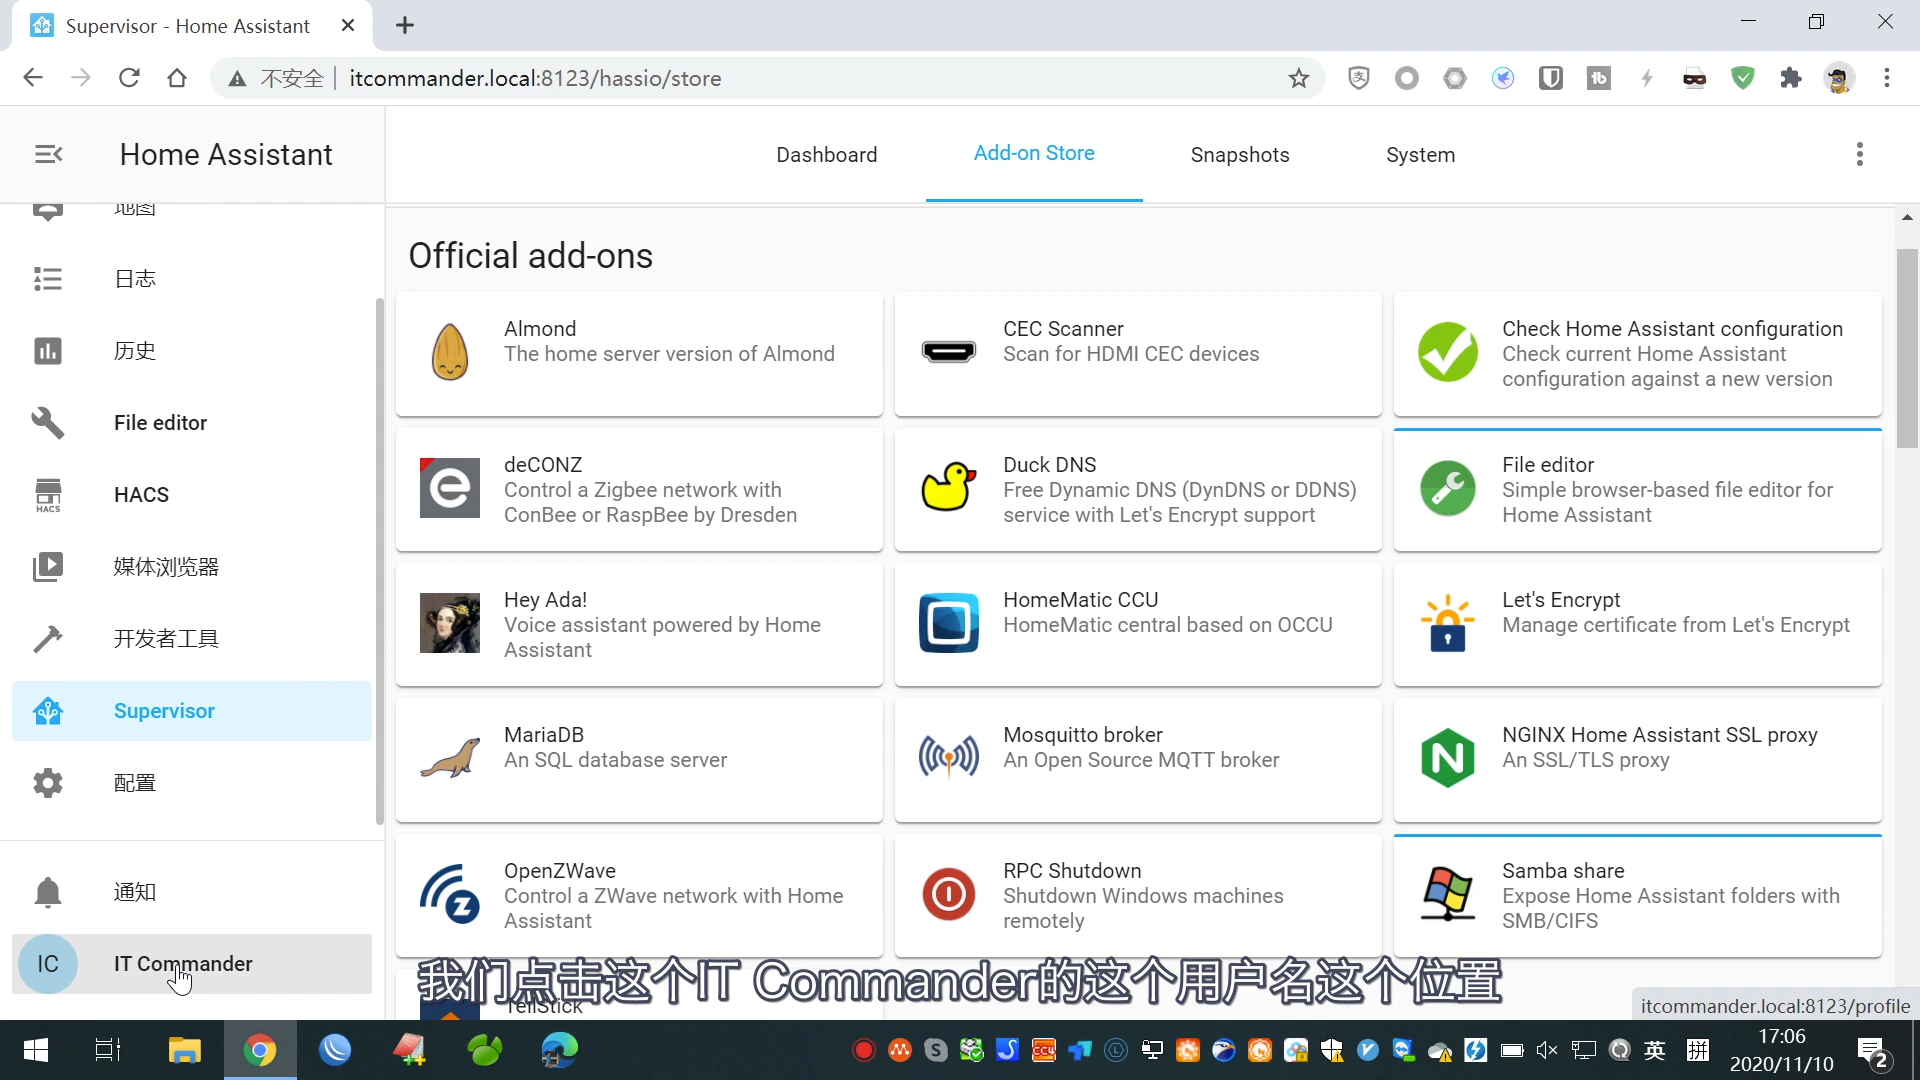 Supervisor - Home Assistant
不安全
itcommander.local:8123/hassio/store
Home Assistant
Dashboard
Add-on Store
Snapshots
System
地图
日志
历史
File editor
HACS
HACS
媒体浏览器
开发者工具
Supervisor
配置
通知
IC
IT Commander
Official add-ons
Almond
The home server version of Almond
CEC Scanner
Scan for HDMI CEC devices
Check Home Assistant configuration
Check current Home Assistant
configuration against a new version
deCONZ
Control a Zigbee network with
ConBee or RaspBee by Dresden
Duck DNS
Free Dynamic DNS (DynDNS or DDNS)
service with Let's Encrypt support
File editor
Simple browser-based file editor for
Home Assistant
Hey Ada!
Voice assistant powered by Home
Assistant
HomeMatic CCU
HomeMatic central based on OCCU
Let's Encrypt
Manage certificate from Let's Encrypt
MariaDB
An SQL database server
Mosquitto broker
An Open Source MQTT broker
NGINX Home Assistant SSL proxy
An SSL/TLS proxy
OpenZWave
Control a ZWave network with Home
Assistant
RPC Shutdown
Shutdown Windows machines
remotely
Samba share
Expose Home Assistant folders with
SMB/CIFS
TellStick
我们点击这个IT Commander的这个用户名这个位置
itcommander.local:8123/profile
英
拼
17:06
2020/11/10
2